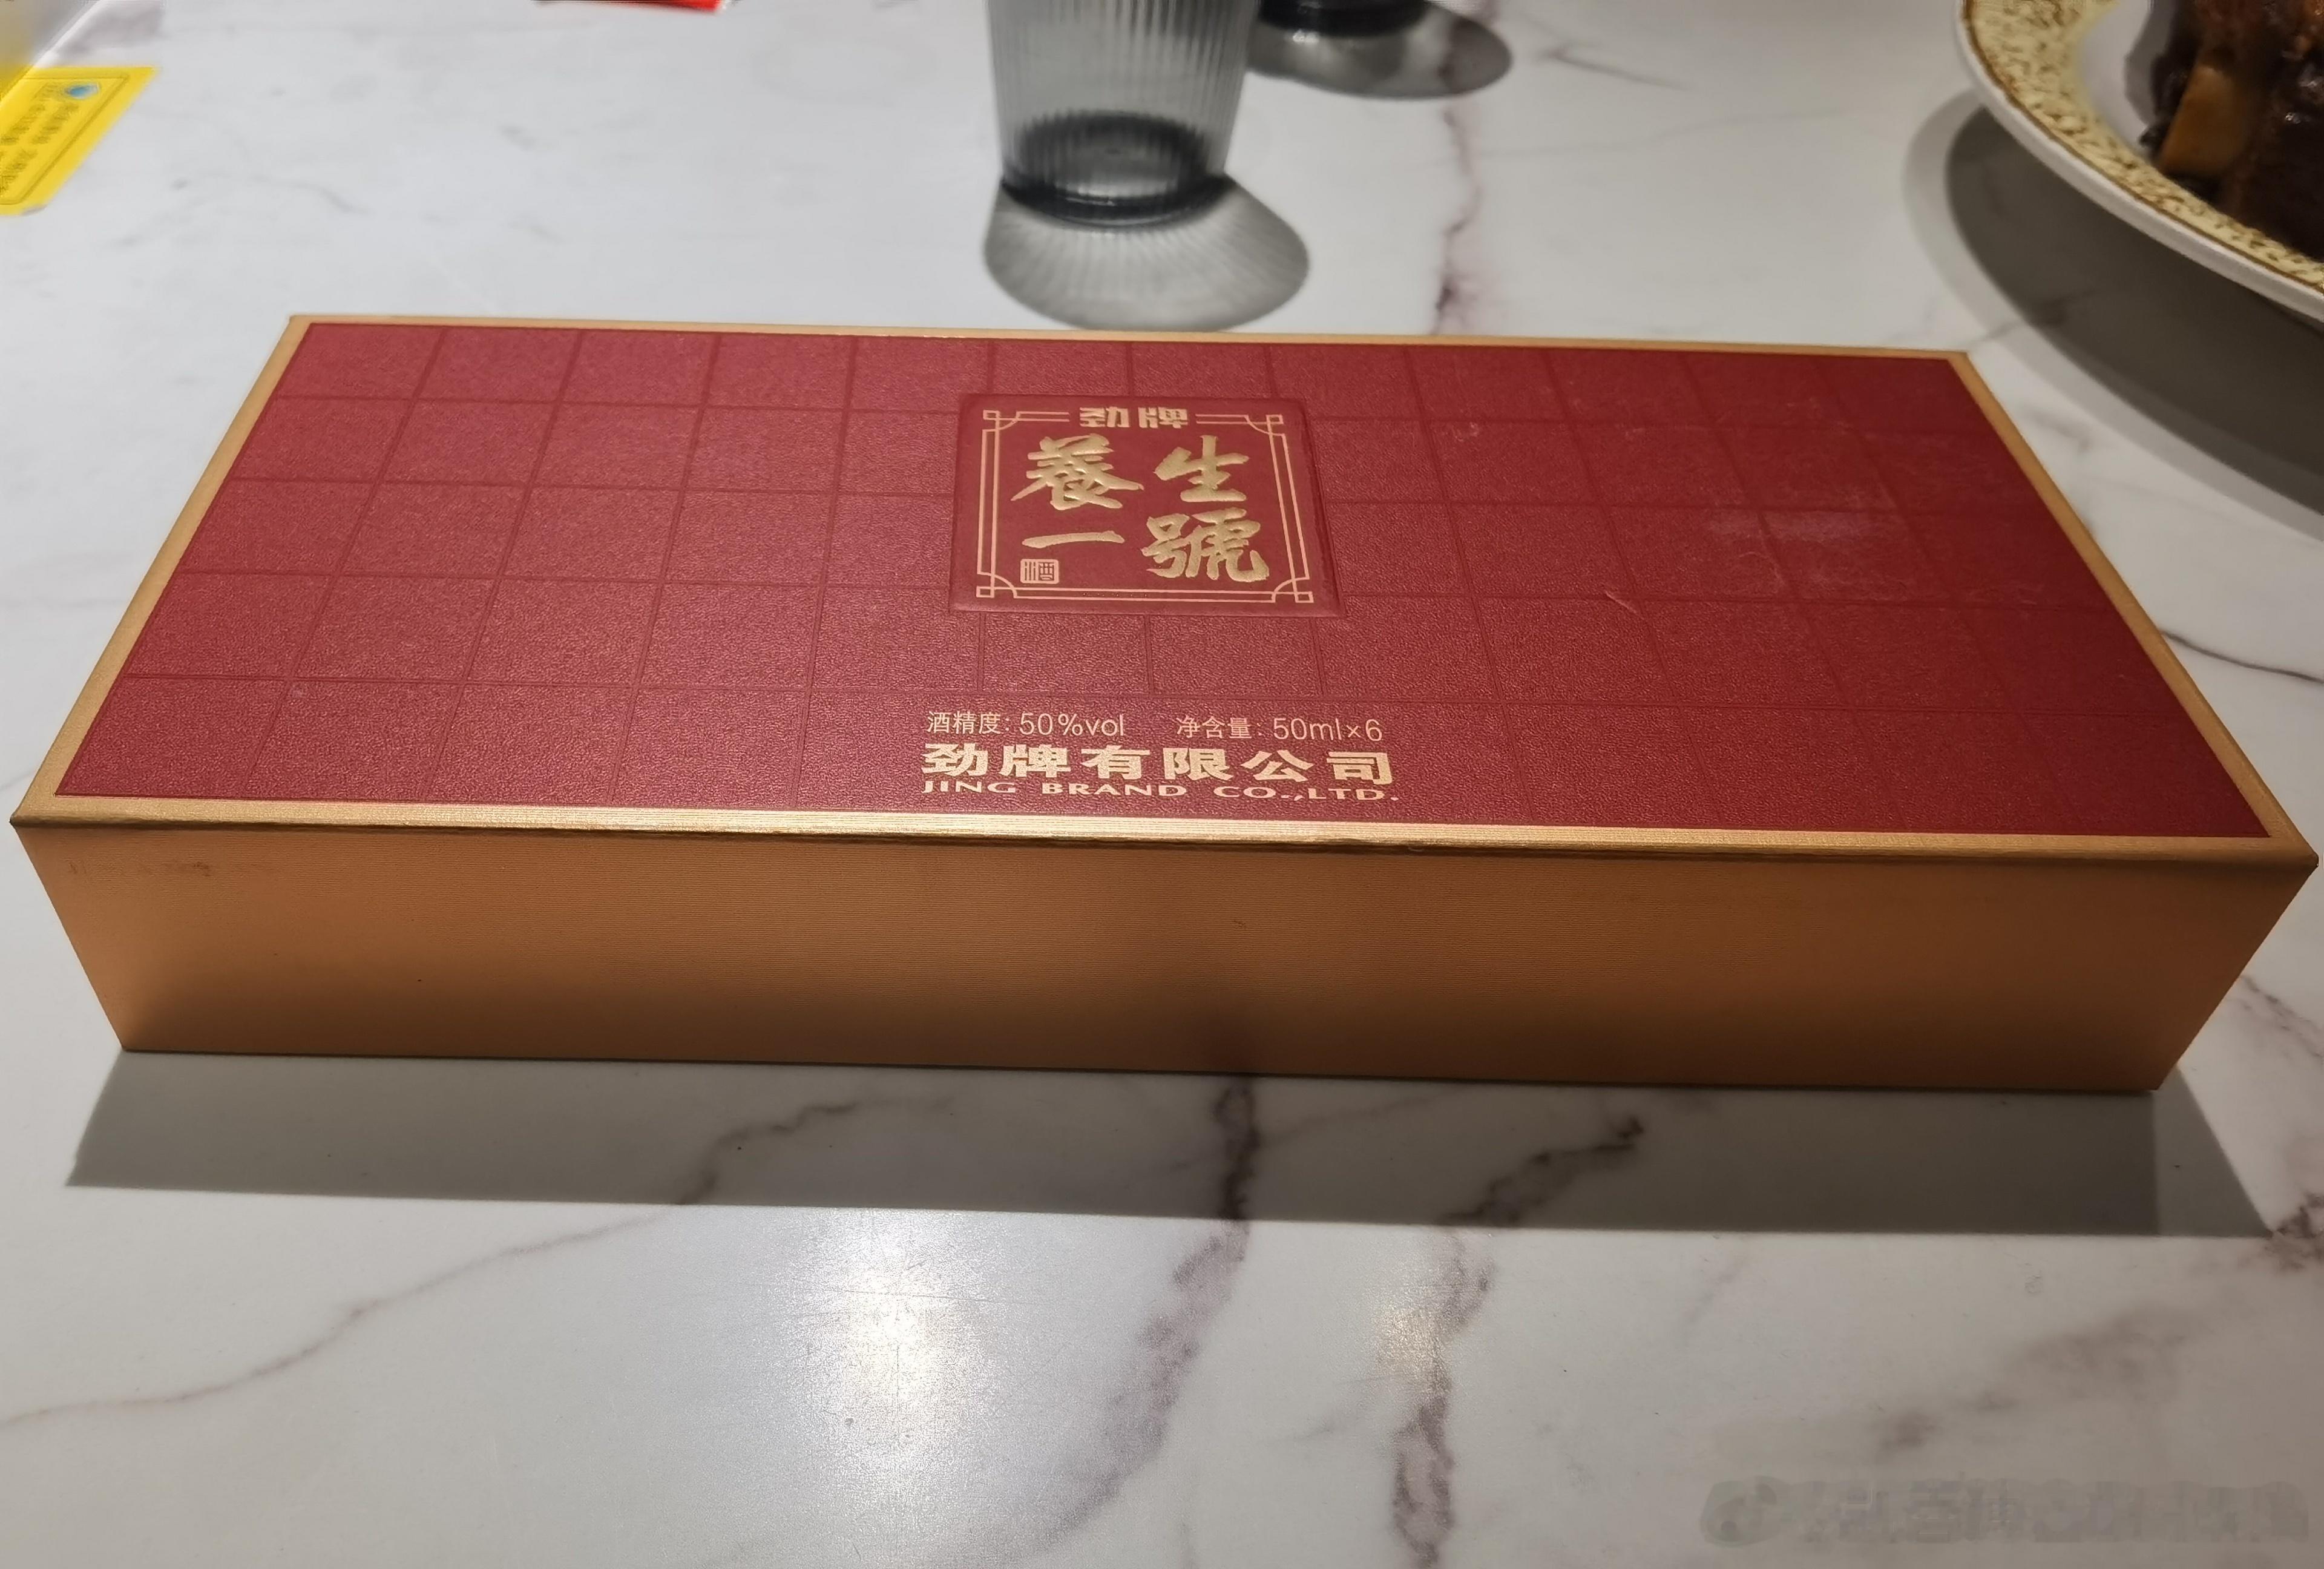 劲牌
養生
一號
酒
酒精度:50%vol 净含量:50ml×6
劲牌有限公司
JING BRAND CO.,LTD.